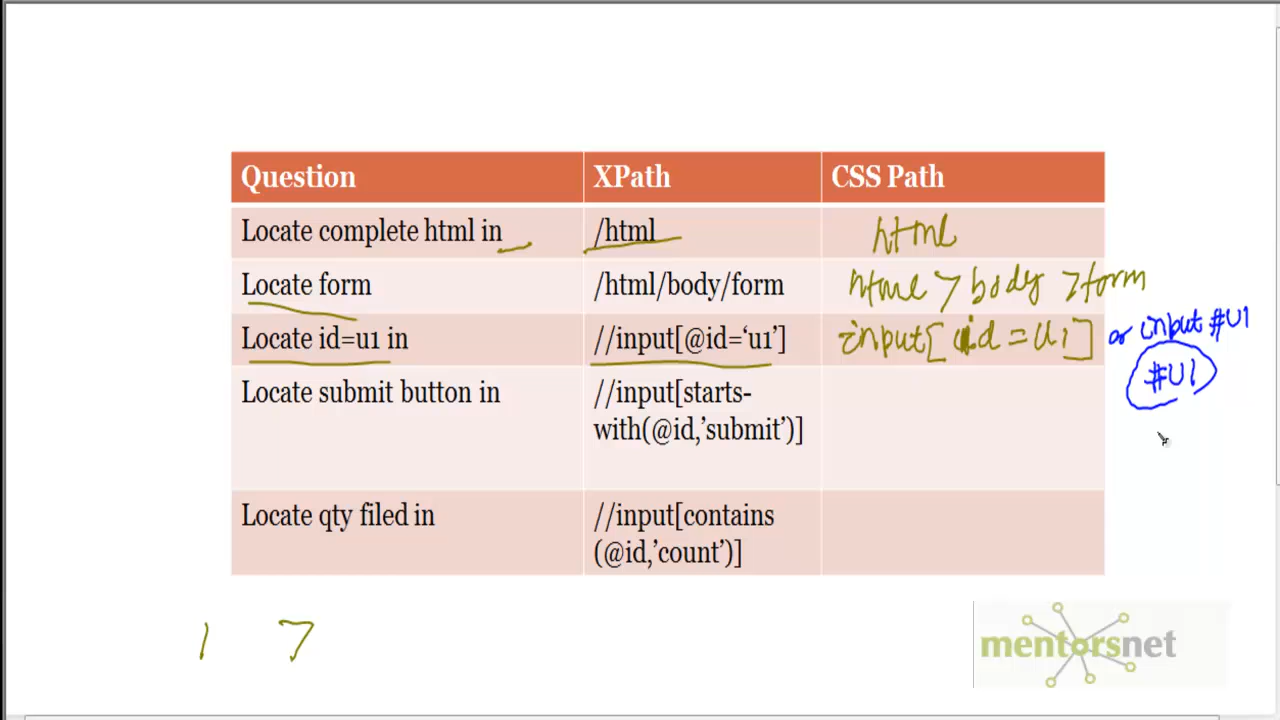 Question XPath CSS Path
Locate complete html in /html html
Locate form /html/body/form html > body > form
Locate id=u1 in //input[@id=‘u1’] input[id=U1] or input #U1
#U1
Locate submit button in //input[starts-
with(@id,’submit’)]
Locate qty filed in //input[contains
(@id,’count’)]
1 7
mentorsnet